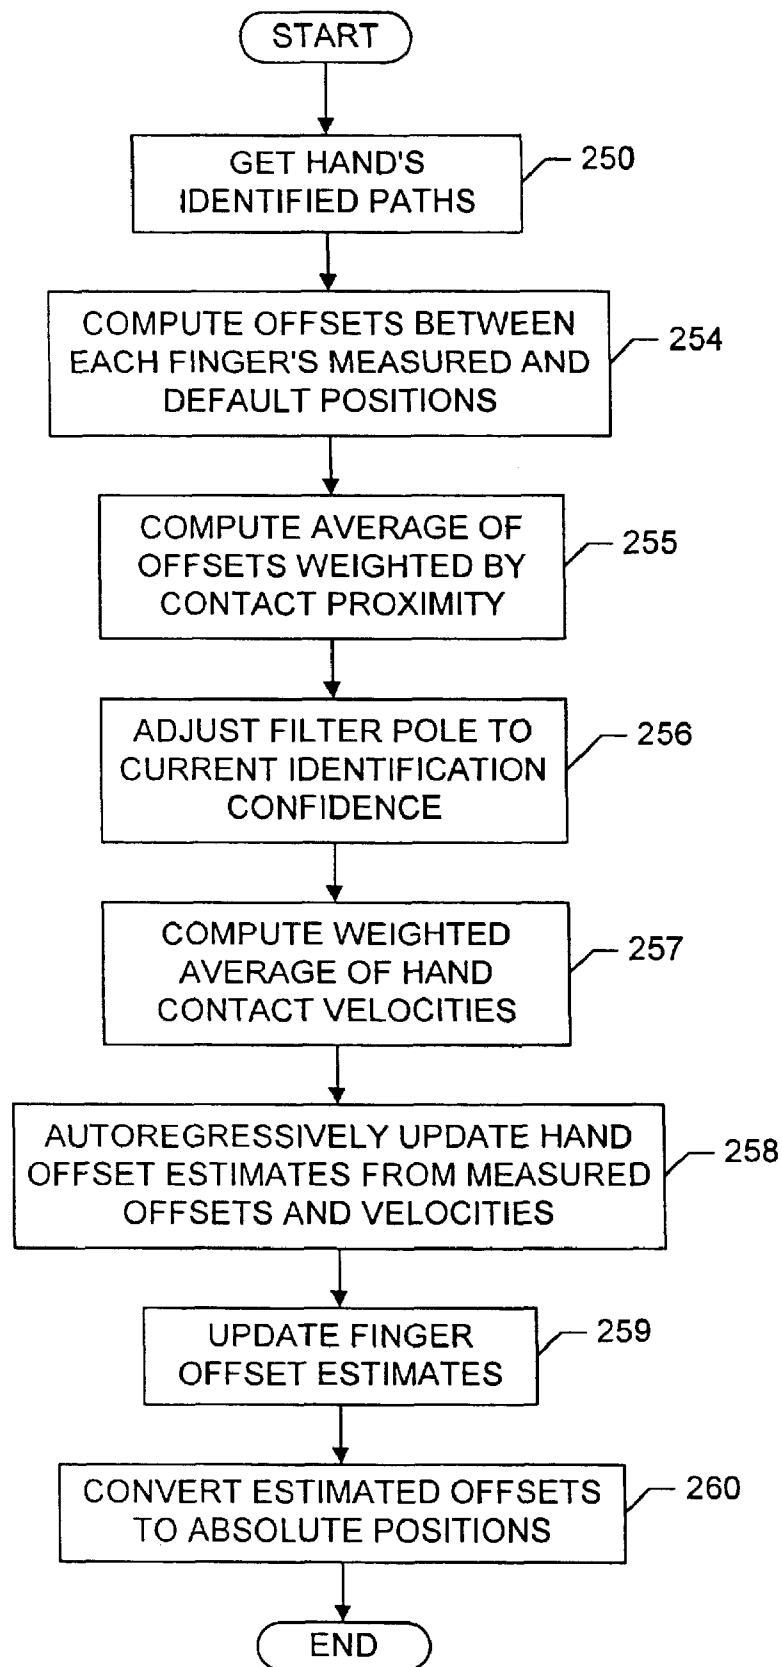 START
GET HAND'S
IDENTIFIED PATHS
250
COMPUTE OFFSETS BETWEEN
EACH FINGER'S MEASURED AND
DEFAULT POSITIONS
254
COMPUTE AVERAGE OF
OFFSETS WEIGHTED BY
CONTACT PROXIMITY
255
ADJUST FILTER POLE TO
CURRENT IDENTIFICATION
CONFIDENCE
256
COMPUTE WEIGHTED
AVERAGE OF HAND
CONTACT VELOCITIES
257
AUTOREGRESSIVELY UPDATE HAND
OFFSET ESTIMATES FROM MEASURED
OFFSETS AND VELOCITIES
258
UPDATE FINGER
OFFSET ESTIMATES
259
CONVERT ESTIMATED OFFSETS
TO ABSOLUTE POSITIONS
260
END